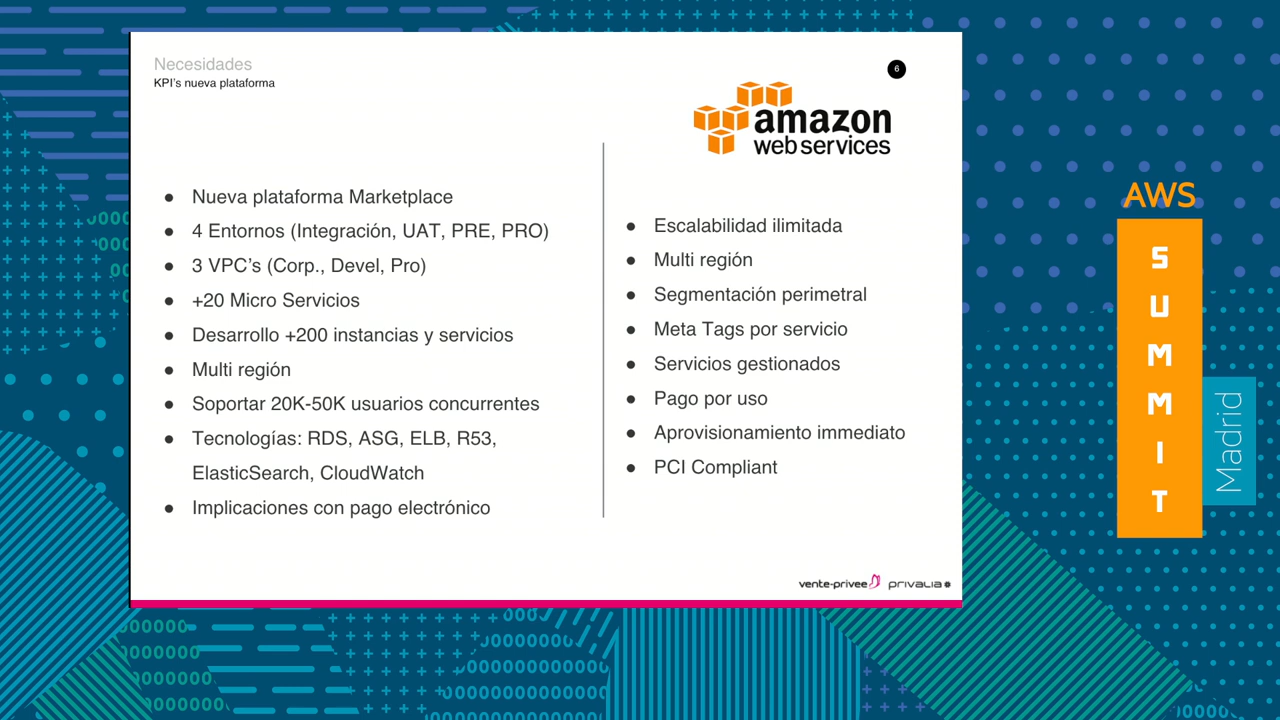 Necesidades
KPI's nueva plataforma
6
amazon
web services
● Nueva plataforma Marketplace
● 4 Entornos (Integración, UAT, PRE, PRO)
● 3 VPC's (Corp., Devel, Pro)
● +20 Micro Servicios
● Desarrollo +200 instancias y servicios
● Multi región
● Soportar 20K-50K usuarios concurrentes
● Tecnologías: RDS, ASG, ELB, R53,
ElasticSearch, CloudWatch
● Implicaciones con pago electrónico
● Escalabilidad ilimitada
● Multi región
● Segmentación perimetral
● Meta Tags por servicio
● Servicios gestionados
● Pago por uso
● Aprovisionamiento immediato
● PCI Compliant
vente-privee privalia
AWS
SUMMIT
Madrid